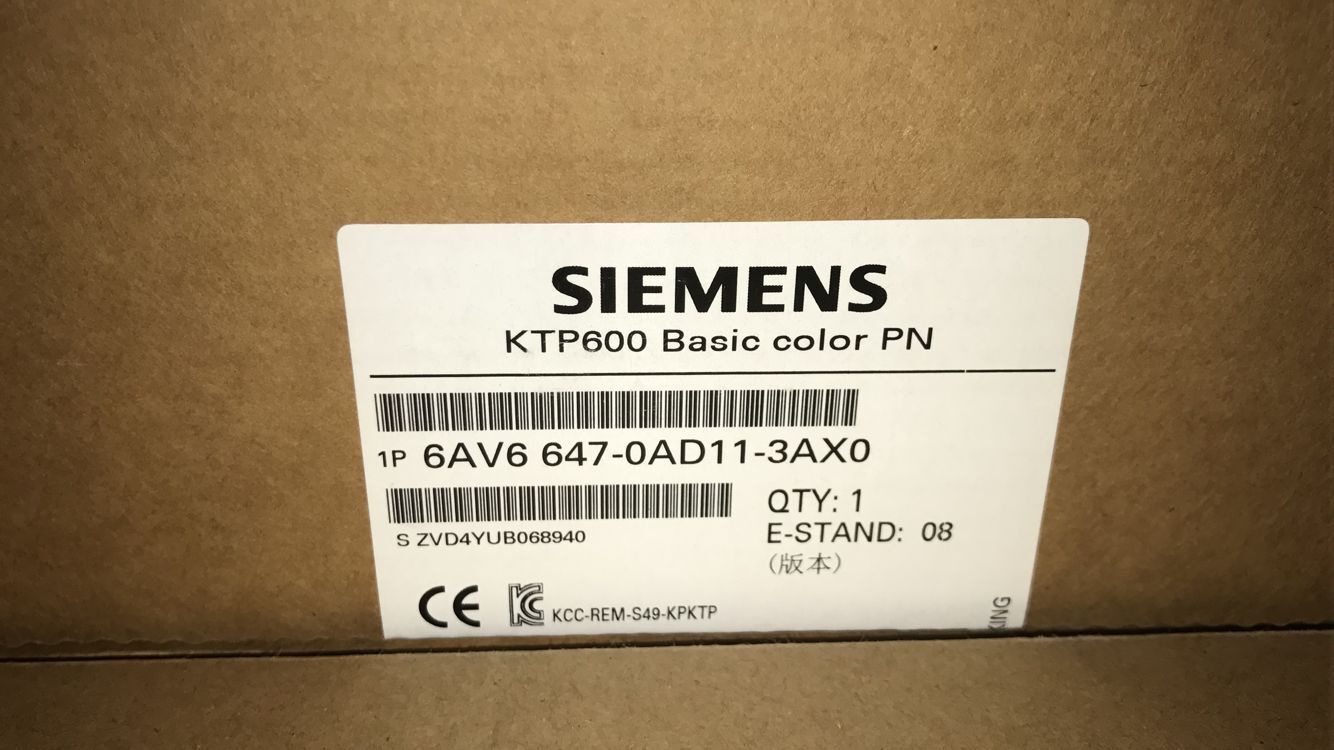 SIEMENS
KTP600 Basic color PN
1P 6AV6 647-0AD11-3AX0
S ZVD4YUB068940
QTY: 1
E-STAND: 08
(版本)
CE
KC KCC-REM-S49-KPKTP